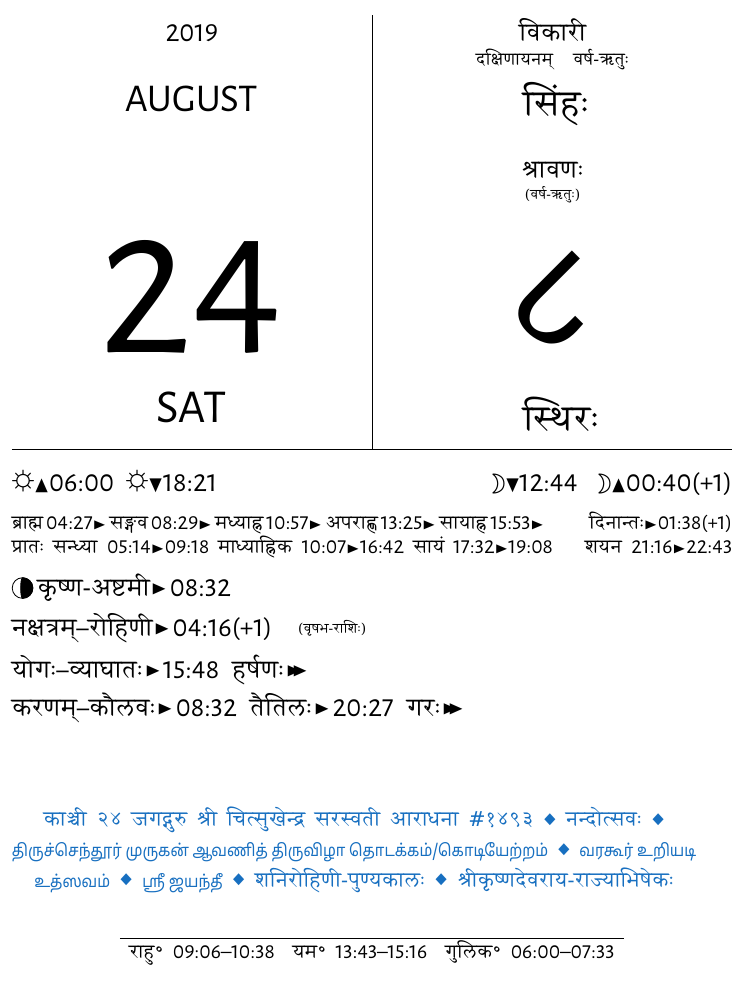 2019
AUGUST
24
SAT
विकारी
दक्षिणायनम् वर्ष-ऋतुः
सिंहः
श्रावणः
(वर्ष-ऋतुः)
८
स्थिरः
☼▲06:00 ☼▼18:21 ☽▼12:44 ☽▲00:40(+1)
ब्राह्म 04:27► सङ्गव 08:29► मध्याह्न 10:57► अपराह्ण 13:25► सायाह्न 15:53► दिनान्तः►01:38(+1)
प्रातः सन्ध्या 05:14►09:18 माध्याह्निक 10:07►16:42 सायं 17:32►19:08 शयन 21:16►22:43
कृष्ण-अष्टमी►08:32
नक्षत्रम्–रोहिणी►04:16(+1) (वृषभ-राशिः)
योगः–व्याघातः►15:48 हर्षणः►►
करणम्–कौलवः►08:32 तैतिलः►20:27 गरः►►
काञ्ची २४ जगद्गुरु श्री चित्सुखेन्द्र सरस्वती आराधना #१४९३ ◆ नन्दोत्सवः ◆
திருச்செந்தூர் முருகன் ஆவணித் திருவிழா தொடக்கம்/கொடியேற்றம் ◆ வரகூர் உறியடி
உத்ஸவம் ◆ ஸ்ரீ ஜயந்தீ ◆ शनिरोहिणी-पुण्यकालः ◆ श्रीकृष्णदेवराय-राज्याभिषेकः
राहु° 09:06–10:38 यम° 13:43–15:16 गुलिक° 06:00–07:33